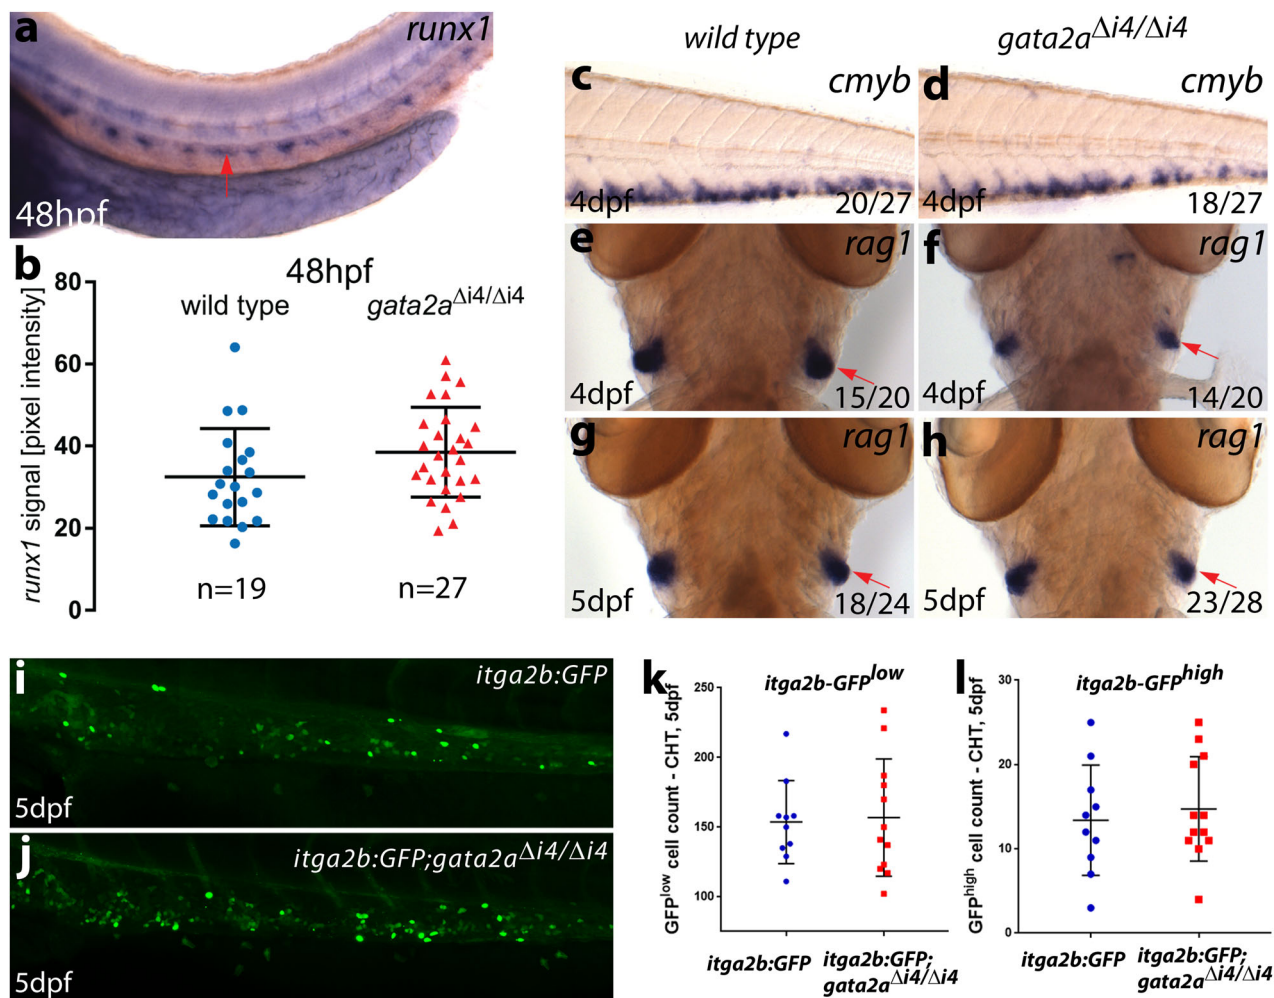 a
runx1
48hpf
b
48hpf
wild type
gata2aΔi4/Δi4
runx1 signal [pixel intensity]
80
60
40
20
0
n=19
n=27
wild type
gata2aΔi4/Δi4
c
cmyb
4dpf
20/27
d
cmyb
4dpf
18/27
e
rag1
4dpf
15/20
f
rag1
4dpf
14/20
g
rag1
5dpf
18/24
h
rag1
5dpf
23/28
i
itga2b:GFP
5dpf
j
itga2b:GFP;gata2aΔi4/Δi4
5dpf
k
itga2b-GFPlow
GFPlow cell count - CHT, 5dpf
250
200
150
100
itga2b:GFP
itga2b:GFP;
gata2aΔi4/Δi4
l
itga2b-GFPhigh
GFPhigh cell count - CHT, 5dpf
30
20
10
0
itga2b:GFP
itga2b:GFP;
gata2aΔi4/Δi4